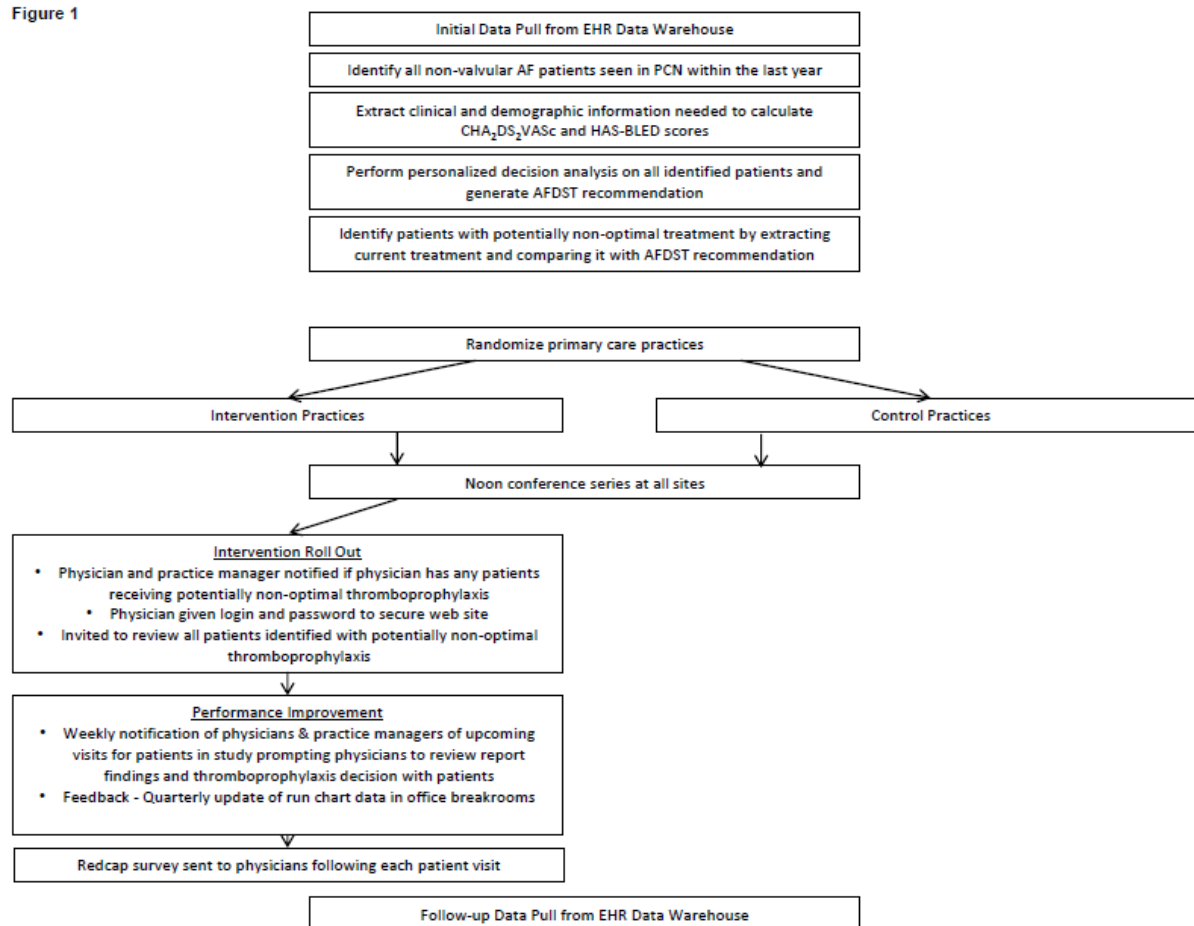 Figure 1
Initial Data Pull from EHR Data Warehouse
Identify all non-valvular AF patients seen in PCN within the last year
Extract clinical and demographic information needed to calculate
CHA₂DS₂VASc and HAS-BLED scores
Perform personalized decision analysis on all identified patients and
generate AFDST recommendation
Identify patients with potentially non-optimal treatment by extracting
current treatment and comparing it with AFDST recommendation
Randomize primary care practices
Intervention Practices
Control Practices
Noon conference series at all sites
Intervention Roll Out
• Physician and practice manager notified if physician has any patients
receiving potentially non-optimal thromboprophylaxis
• Physician given login and password to secure web site
• Invited to review all patients identified with potentially non-optimal
thromboprophylaxis
Performance Improvement
• Weekly notification of physicians & practice managers of upcoming
visits for patients in study prompting physicians to review report
findings and thromboprophylaxis decision with patients
• Feedback - Quarterly update of run chart data in office breakrooms
Redcap survey sent to physicians following each patient visit
Follow-up Data Pull from EHR Data Warehouse